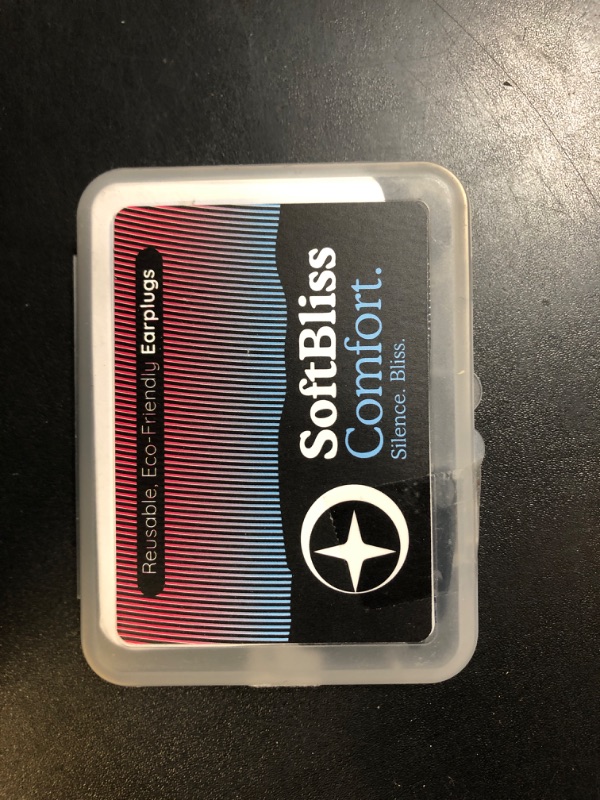 Reusable, Eco-Friendly Earplugs
SoftBliss
Comfort.
Silence. Bliss.